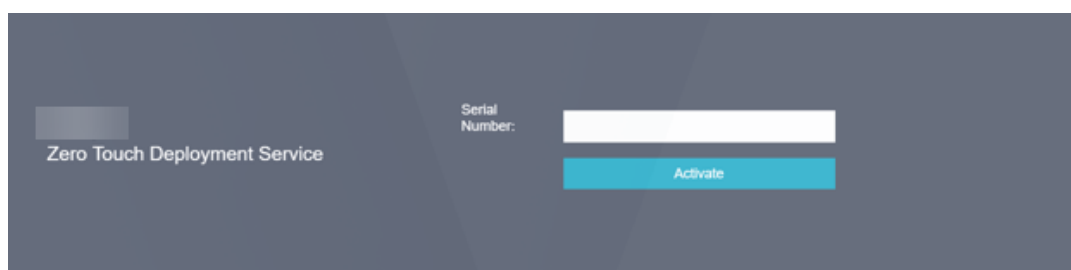 Zero Touch Deployment Service
Serial
Number:
Activate